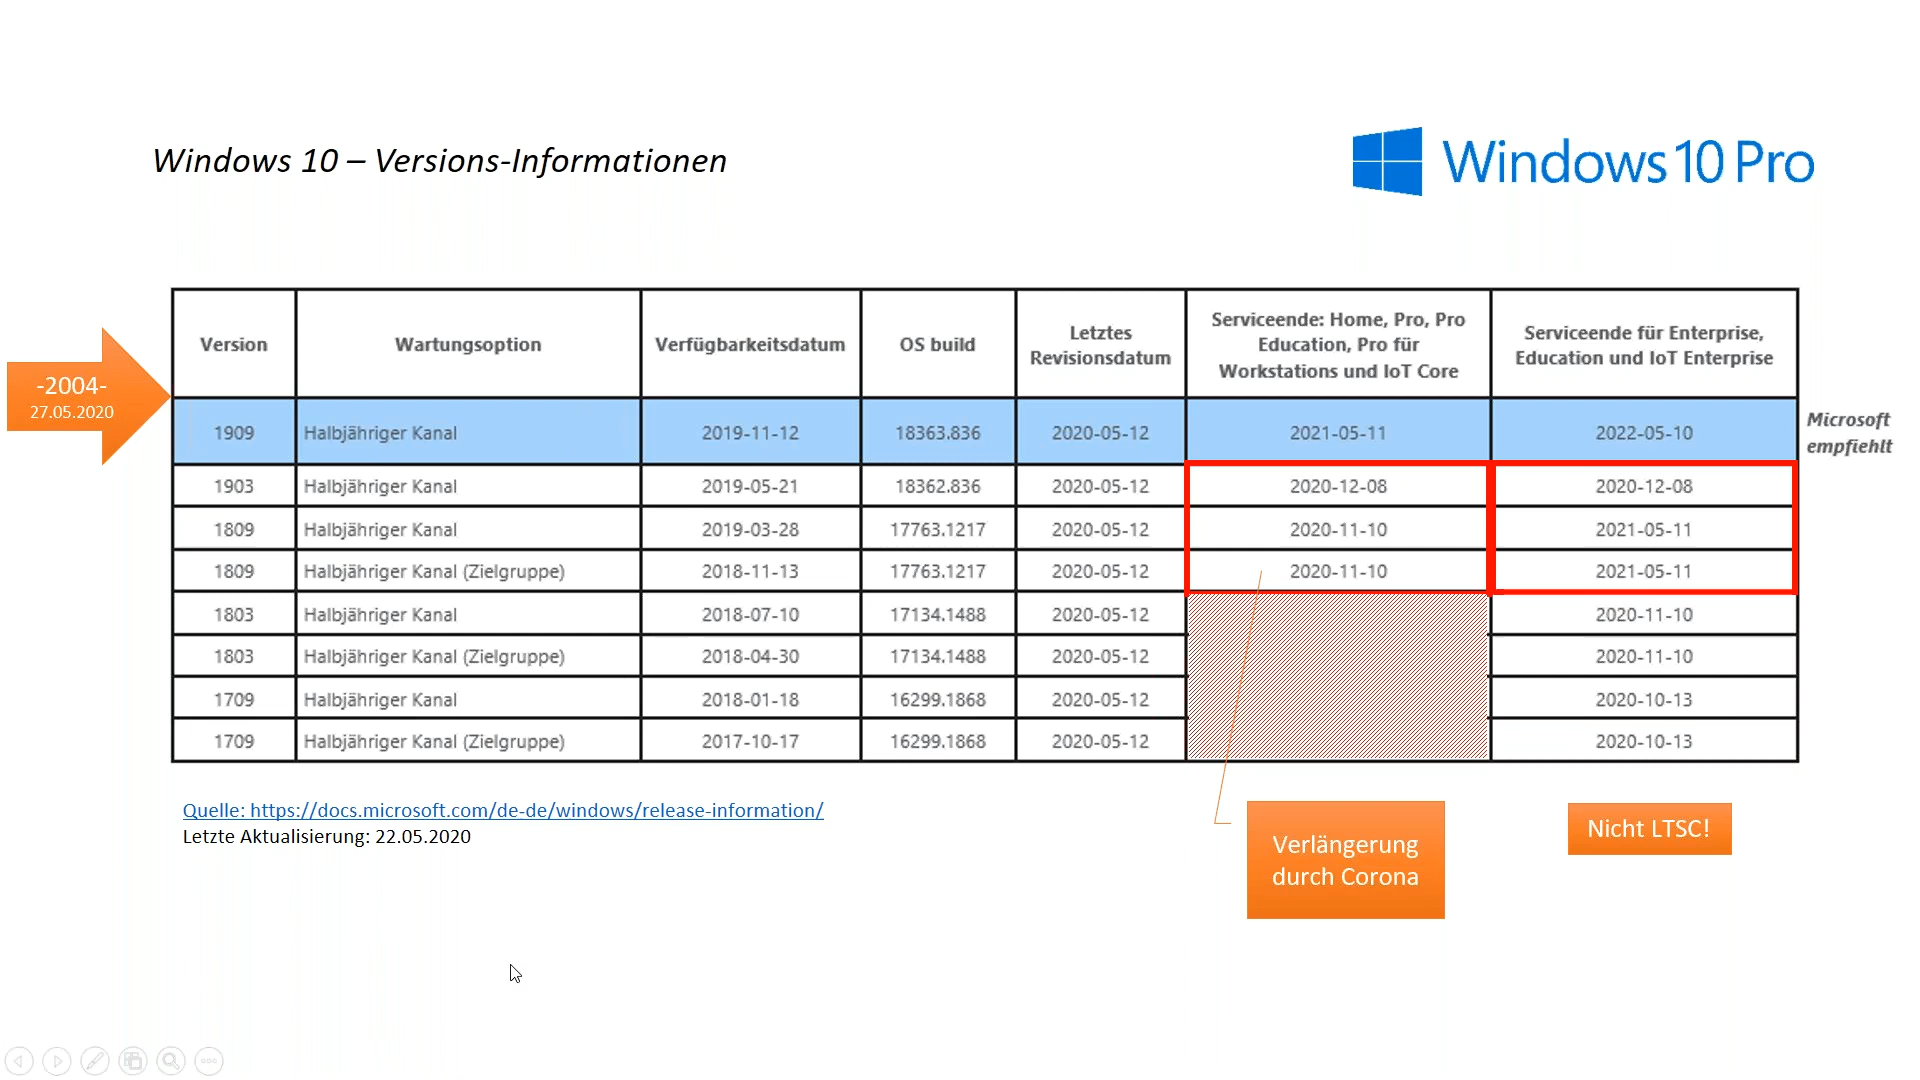 Windows 10 – Versions-Informationen
Windows 10 Pro
-2004-
27.05.2020
Version Wartungsoption Verfügbarkeitsdatum OS build Letztes Revisionsdatum Serviceende: Home, Pro, Pro Education, Pro für Workstations und IoT Core Serviceende für Enterprise, Education und IoT Enterprise
1909 Halbjähriger Kanal 2019-11-12 18363.836 2020-05-12 2021-05-11 2022-05-10
Microsoft
empfiehlt
1903 Halbjähriger Kanal 2019-05-21 18362.836 2020-05-12 2020-12-08 2020-12-08
1809 Halbjähriger Kanal 2019-03-28 17763.1217 2020-05-12 2020-11-10 2021-05-11
1809 Halbjähriger Kanal (Zielgruppe) 2018-11-13 17763.1217 2020-05-12 2020-11-10 2021-05-11
1803 Halbjähriger Kanal 2018-07-10 17134.1488 2020-05-12 2020-11-10
1803 Halbjähriger Kanal (Zielgruppe) 2018-04-30 17134.1488 2020-05-12 2020-11-10
1709 Halbjähriger Kanal 2018-01-18 16299.1868 2020-05-12 2020-10-13
1709 Halbjähriger Kanal (Zielgruppe) 2017-10-17 16299.1868 2020-05-12 2020-10-13
Quelle: https://docs.microsoft.com/de-de/windows/release-information/
Letzte Aktualisierung: 22.05.2020
Verlängerung
durch Corona
Nicht LTSC!